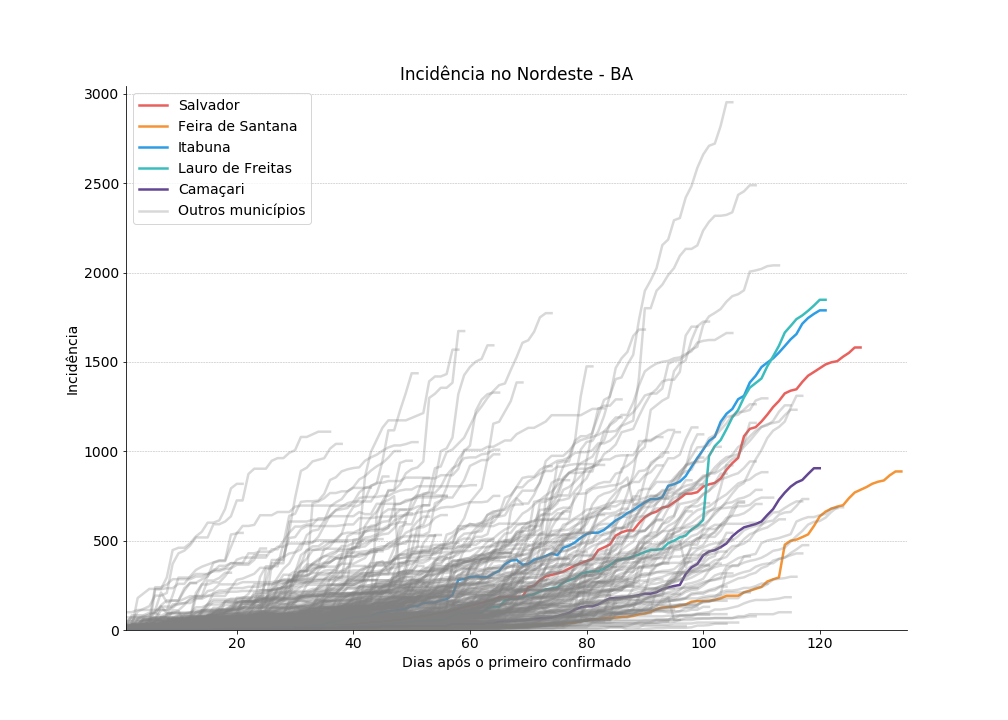 Incidência no Nordeste - BA
3000
2500
2000
1500
1000
500
0
Incidência
Salvador
Feira de Santana
Itabuna
Lauro de Freitas
Camaçari
Outros municípios
20 40 60 80 100 120
Dias após o primeiro confirmado